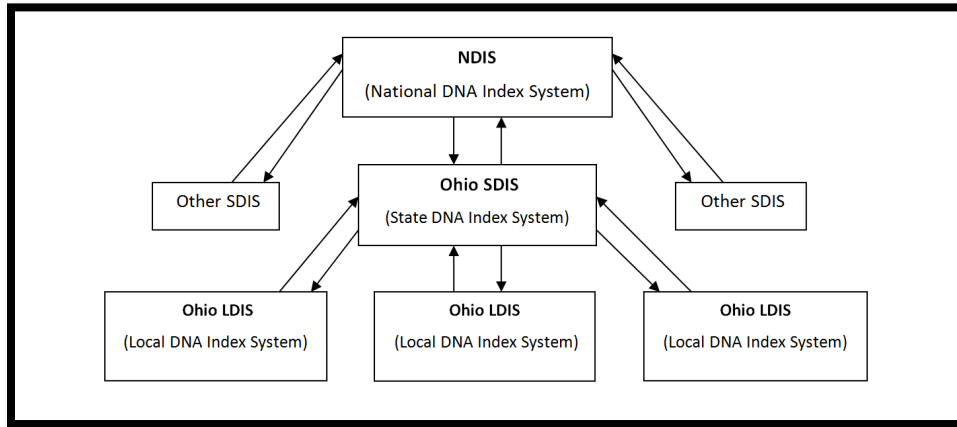 NDIS
(National DNA Index System)
Other SDIS
Ohio SDIS
(State DNA Index System)
Other SDIS
Ohio LDIS
(Local DNA Index System)
Ohio LDIS
(Local DNA Index System)
Ohio LDIS
(Local DNA Index System)